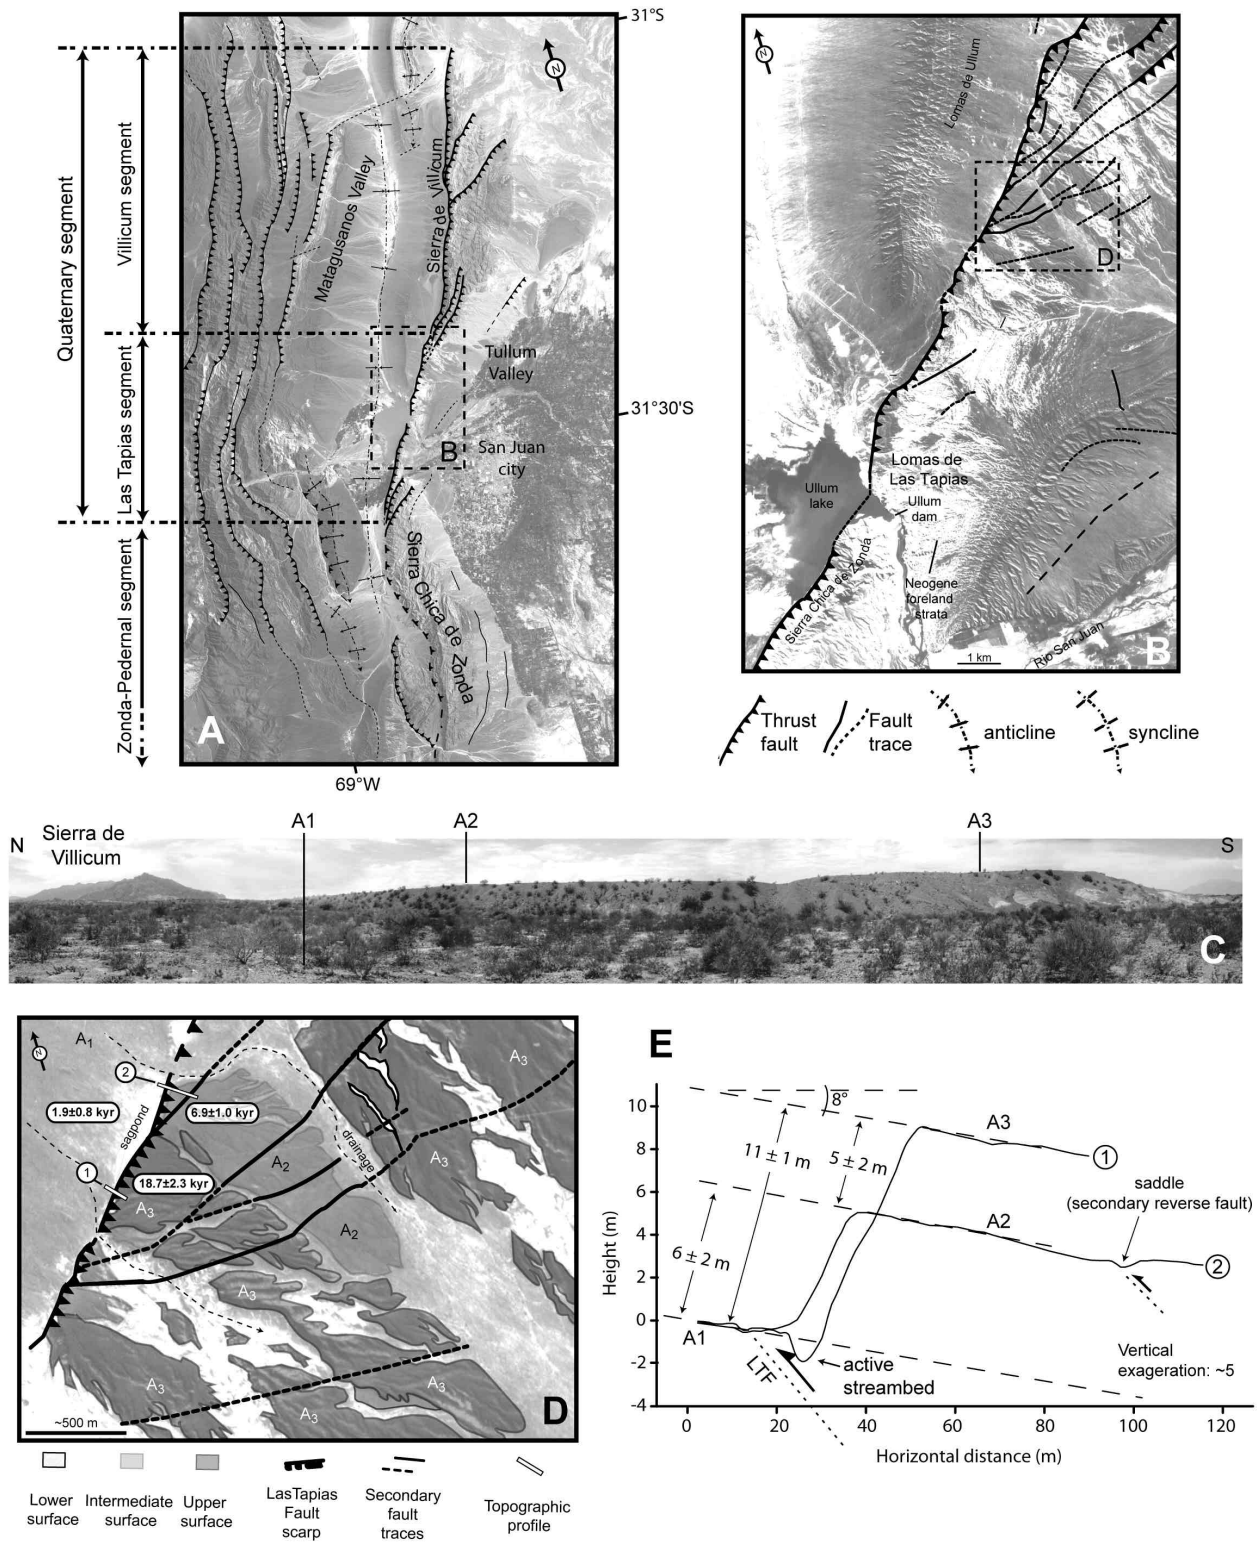 31°S
N
Quaternary segment
Villicum segment
Matagusanos Valley
Sierra de Villicum
Las Tapias segment
Tullum
Valley
31°30'S
B
San Juan
city
Zonda-Pedernal segment
Sierra Chica de Zonda
A
69°W
N
Lomas de Ullum
D
Lomas de
Las Tapias
Ullum
lake
Ullum
dam
Neogene
foreland
strata
Sierra Chica de Zonda
1 km
Rio San Juan
B
Thrust
fault
Fault
trace
anticline
syncline
N
Sierra de
Villicum
A1
A2
A3
S
C
A1
N
2
1.9±0.8 kyr
6.9±1.0 kyr
sagpond
A3
drainage
1
A2
A3
18.7±2.3 kyr
A3
A2
A3
A3
A3
A3
~500 m
D
Lower
surface
Intermediate
surface
Upper
surface
LasTapias
Fault
scarp
Secondary
fault
traces
Topographic
profile
E
10
8
6
4
2
0
-2
-4
Height (m)
8°
11 ± 1 m
5 ± 2 m
6 ± 2 m
A3
1
saddle
(secondary reverse fault)
A2
2
A1
LTF
active
streambed
Vertical
exageration: ~5
0 20 40 60 80 100 120
Horizontal distance (m)